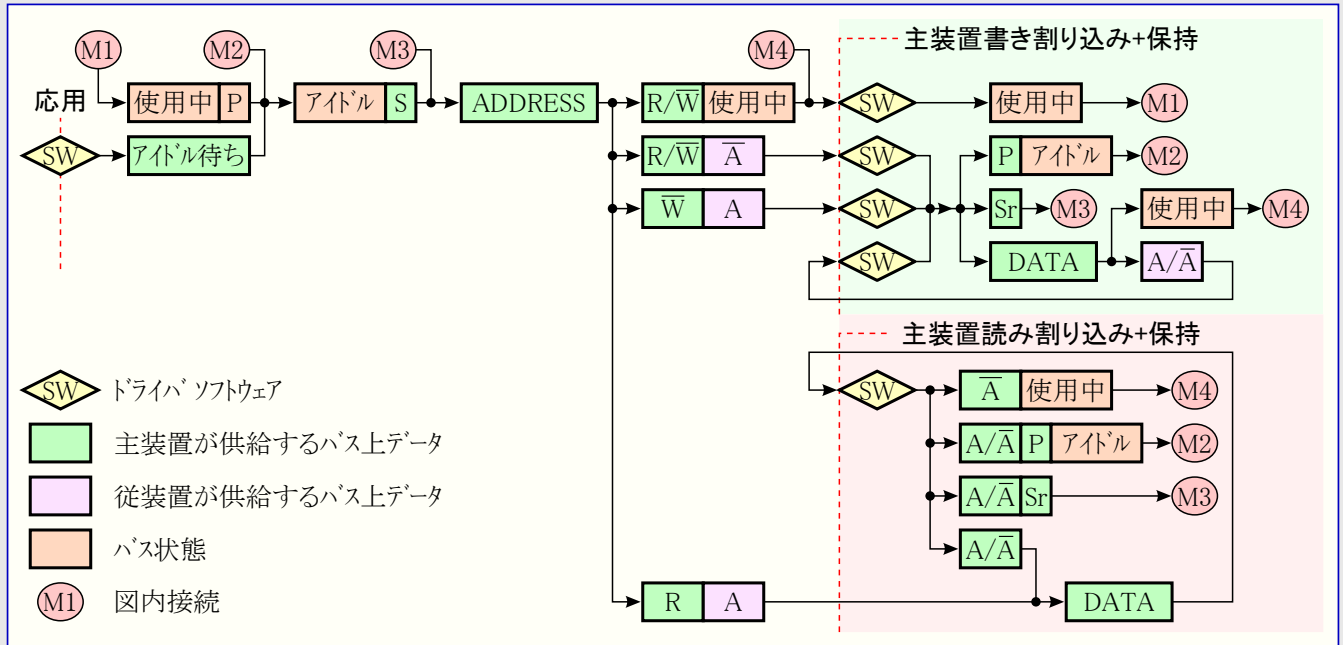 主装置書き割り込み+保持
M1 M2 M3 M4
応用 使用中 P アイドル S ADDRESS R/W̅ 使用中 SW 使用中 M1
SW アイドル待ち R/W̅ A̅ SW P アイドル M2
W̅ A SW Sr M3 使用中 M4
SW DATA A/A̅
主装置読み割り込み+保持
SW ドライバ ソフトウェア SW A̅ 使用中 M4
主装置が供給するバス上データ A/A̅ P アイドル M2
従装置が供給するバス上データ A/A̅ Sr M3
バス状態 A/A̅
M1 図内接続 R A DATA